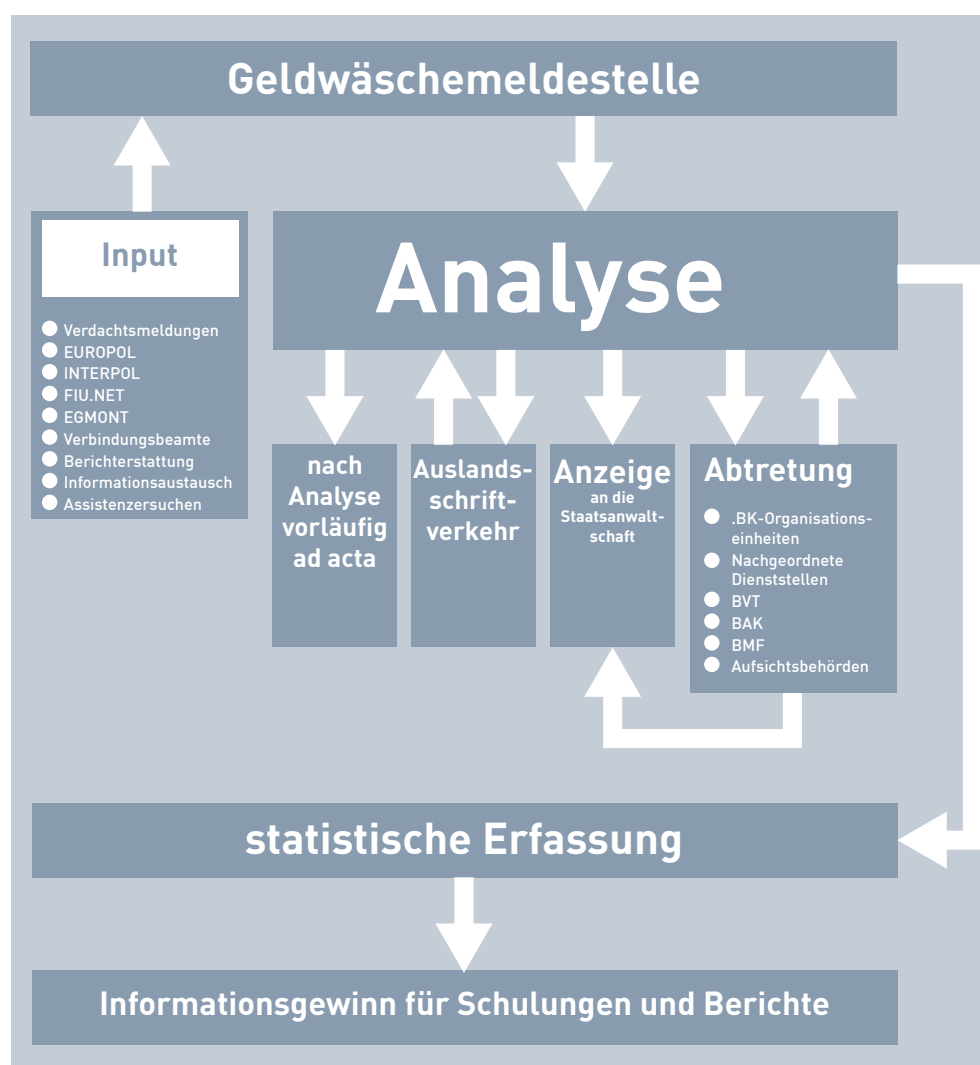 Geldwäschemeldestelle
Input
Verdachtsmeldungen
EUROPOL
INTERPOL
FIU.NET
EGMONT
Verbindungsbeamte
Berichterstattung
Informationsaustausch
Assistenzersuchen
Analyse
nach
Analyse
vorläufig
ad acta
Auslands-
schrift-
verkehr
Anzeige
an die
Staatsanwalt-
schaft
Abtretung
.BK-Organisations-
einheiten
Nachgeordnete
Dienststellen
BVT
BAK
BMF
Aufsichtsbehörden
statistische Erfassung
Informationsgewinn für Schulungen und Berichte